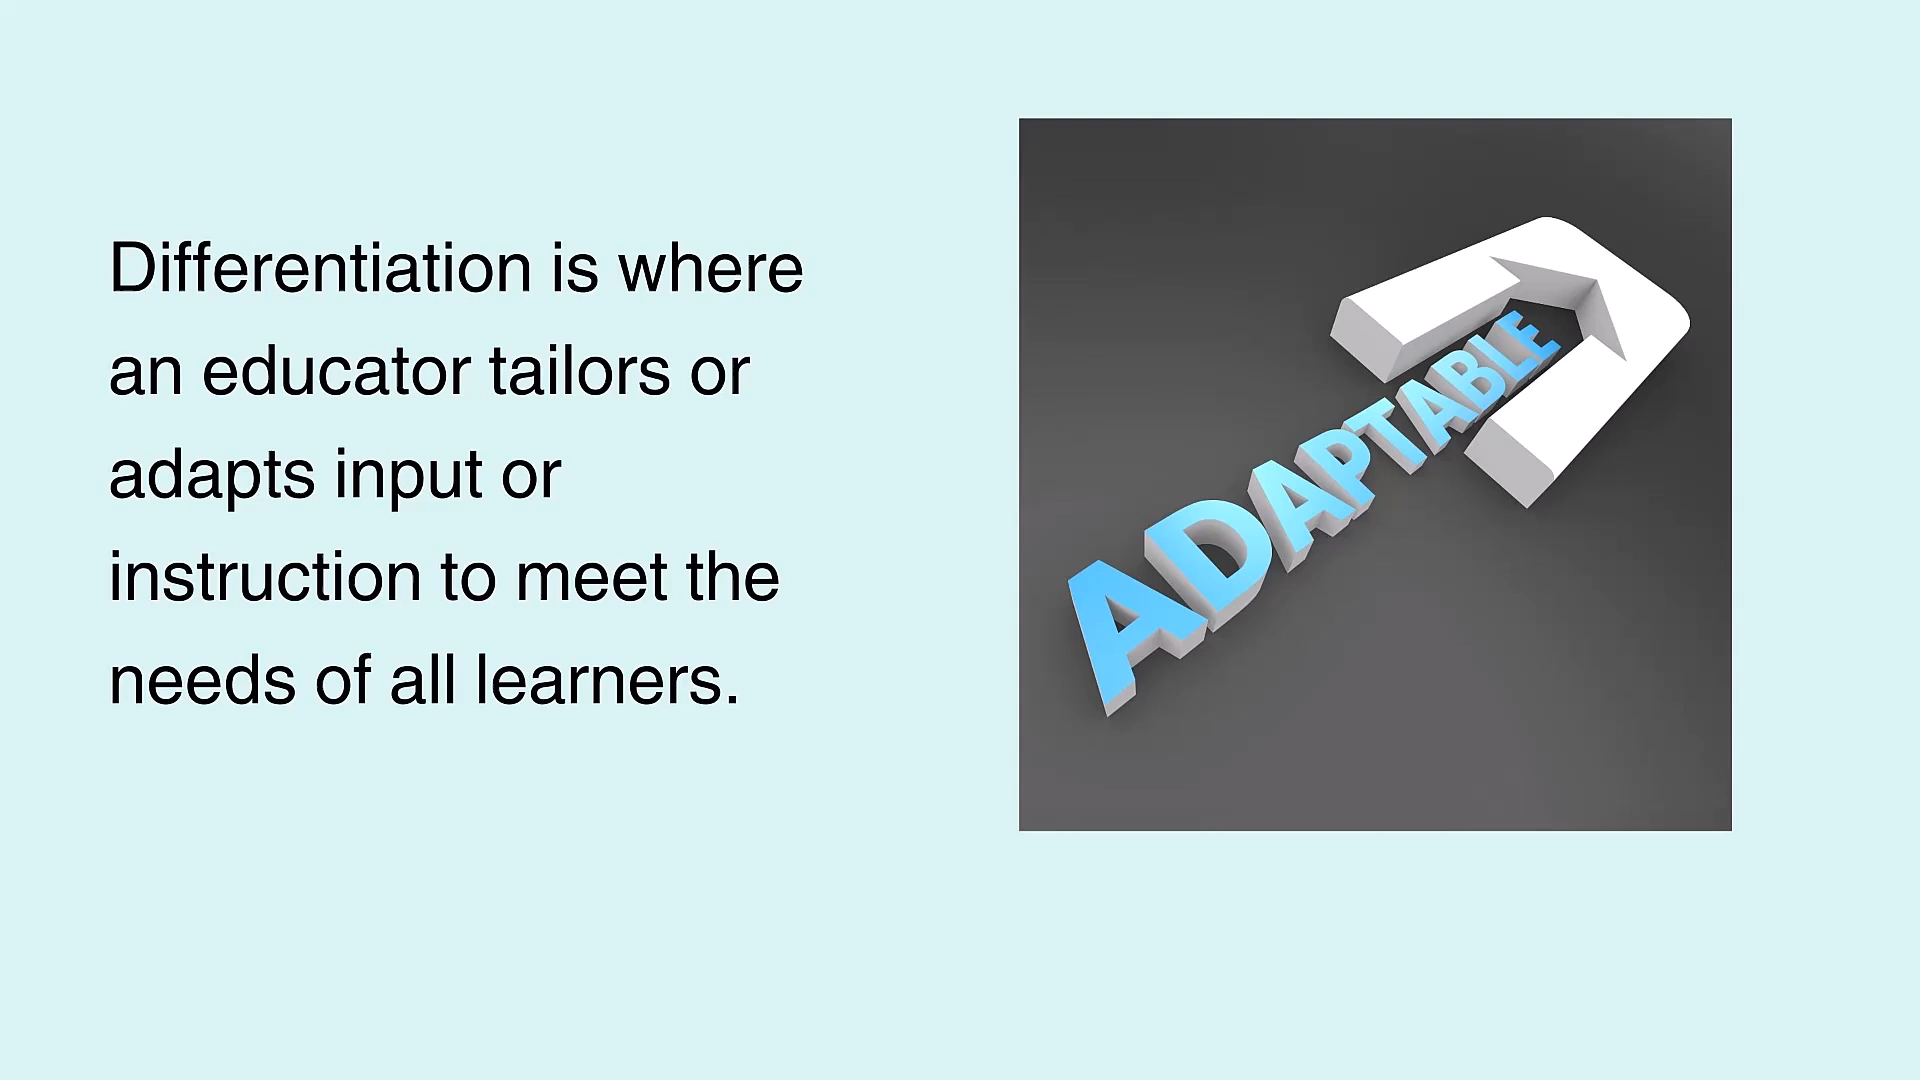 Differentiation is where
an educator tailors or
adapts input or
instruction to meet the
needs of all learners.
ADAPTABLE